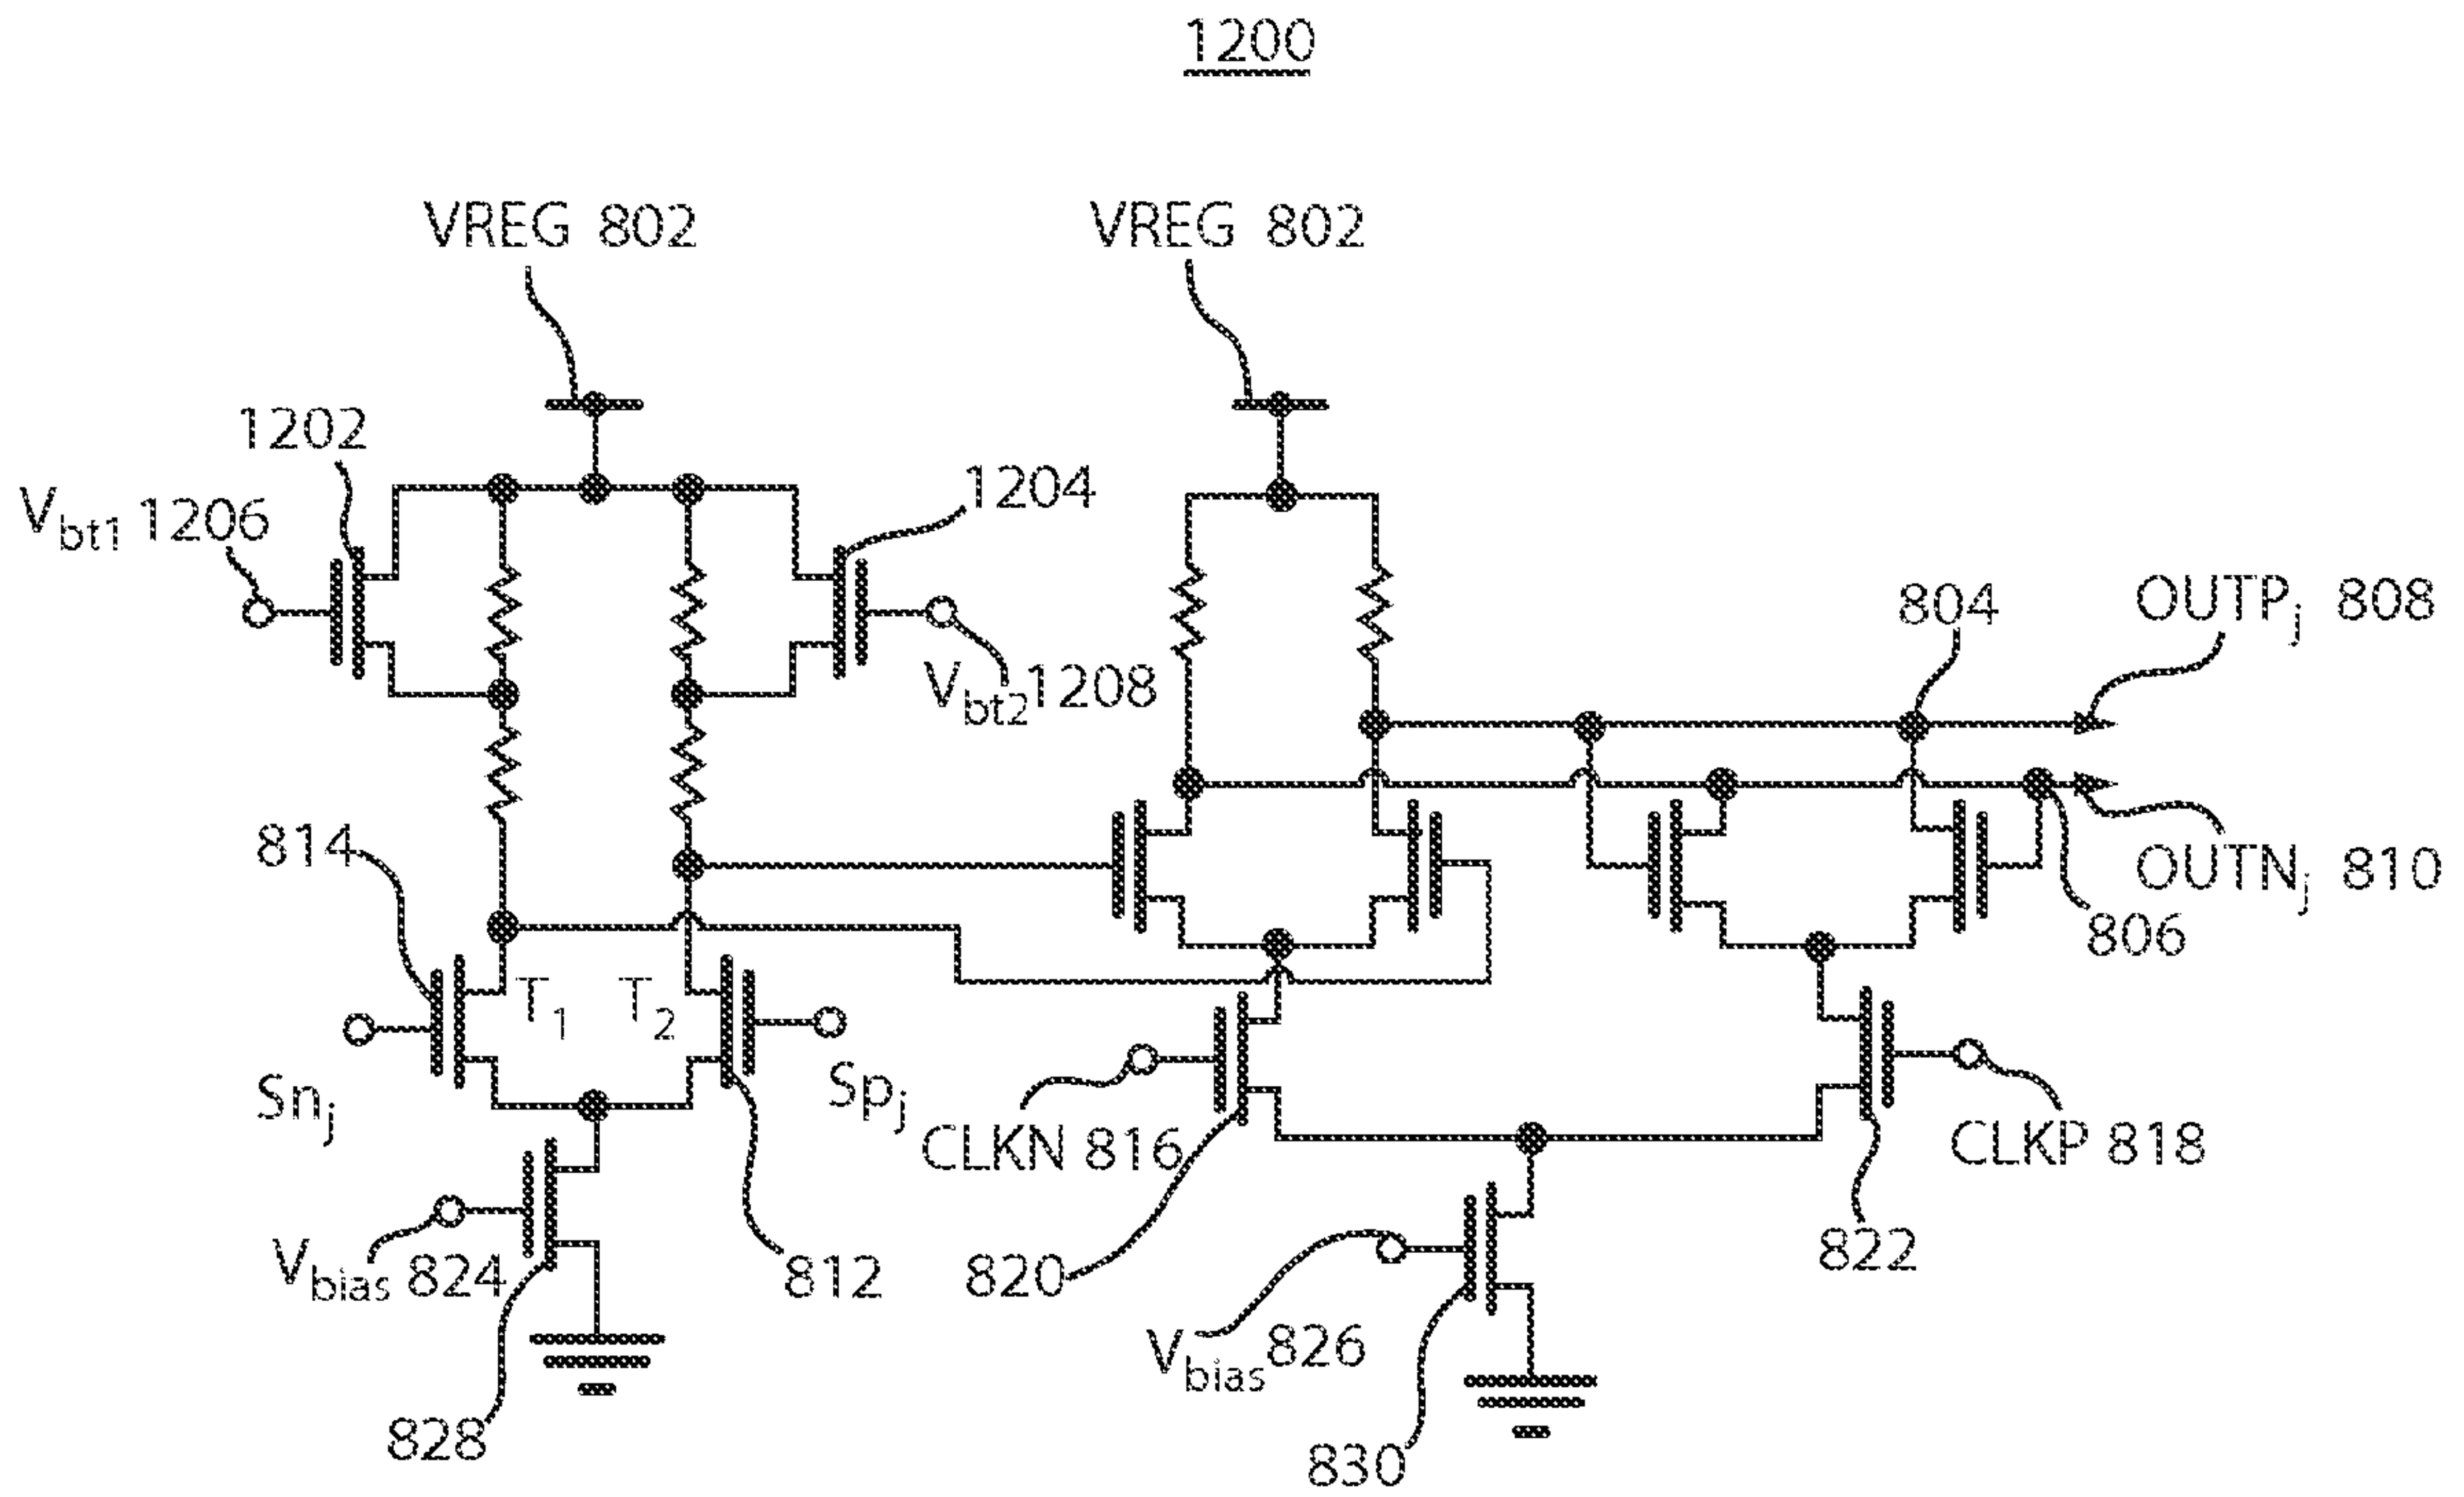 1200
VREG 802
VREG 802
1202
1204
Vbt1 1206
Vbt2 1208
804
OUTPj 808
814
OUTNj 810
806
T1
T2
Snj
Spj
CLKN 816
CLKP 818
Vbias 824
812
820
822
Vbias 826
828
830